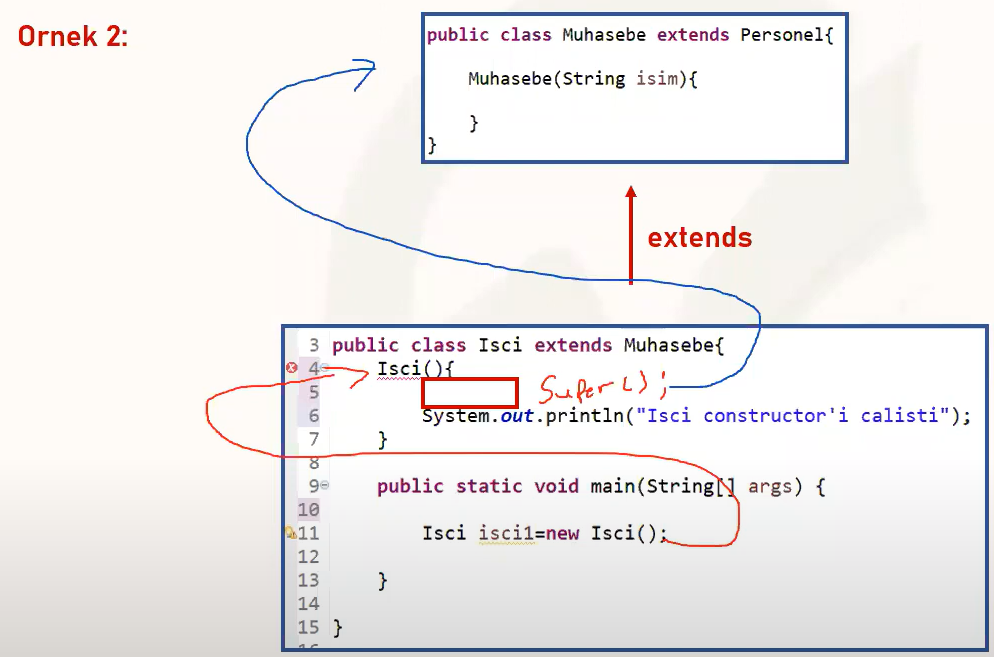 Ornek 2:
public class Muhasebe extends Personel{
Muhasebe(String isim){
}
}
extends
3 public class Isci extends Muhasebe{
4 Isci(){
5 Super();
6 System.out.println("Isci constructor'i calisti");
7 }
8
9 public static void main(String[] args) {
10
11 Isci isci1=new Isci();
12
13 }
14
15 }
16